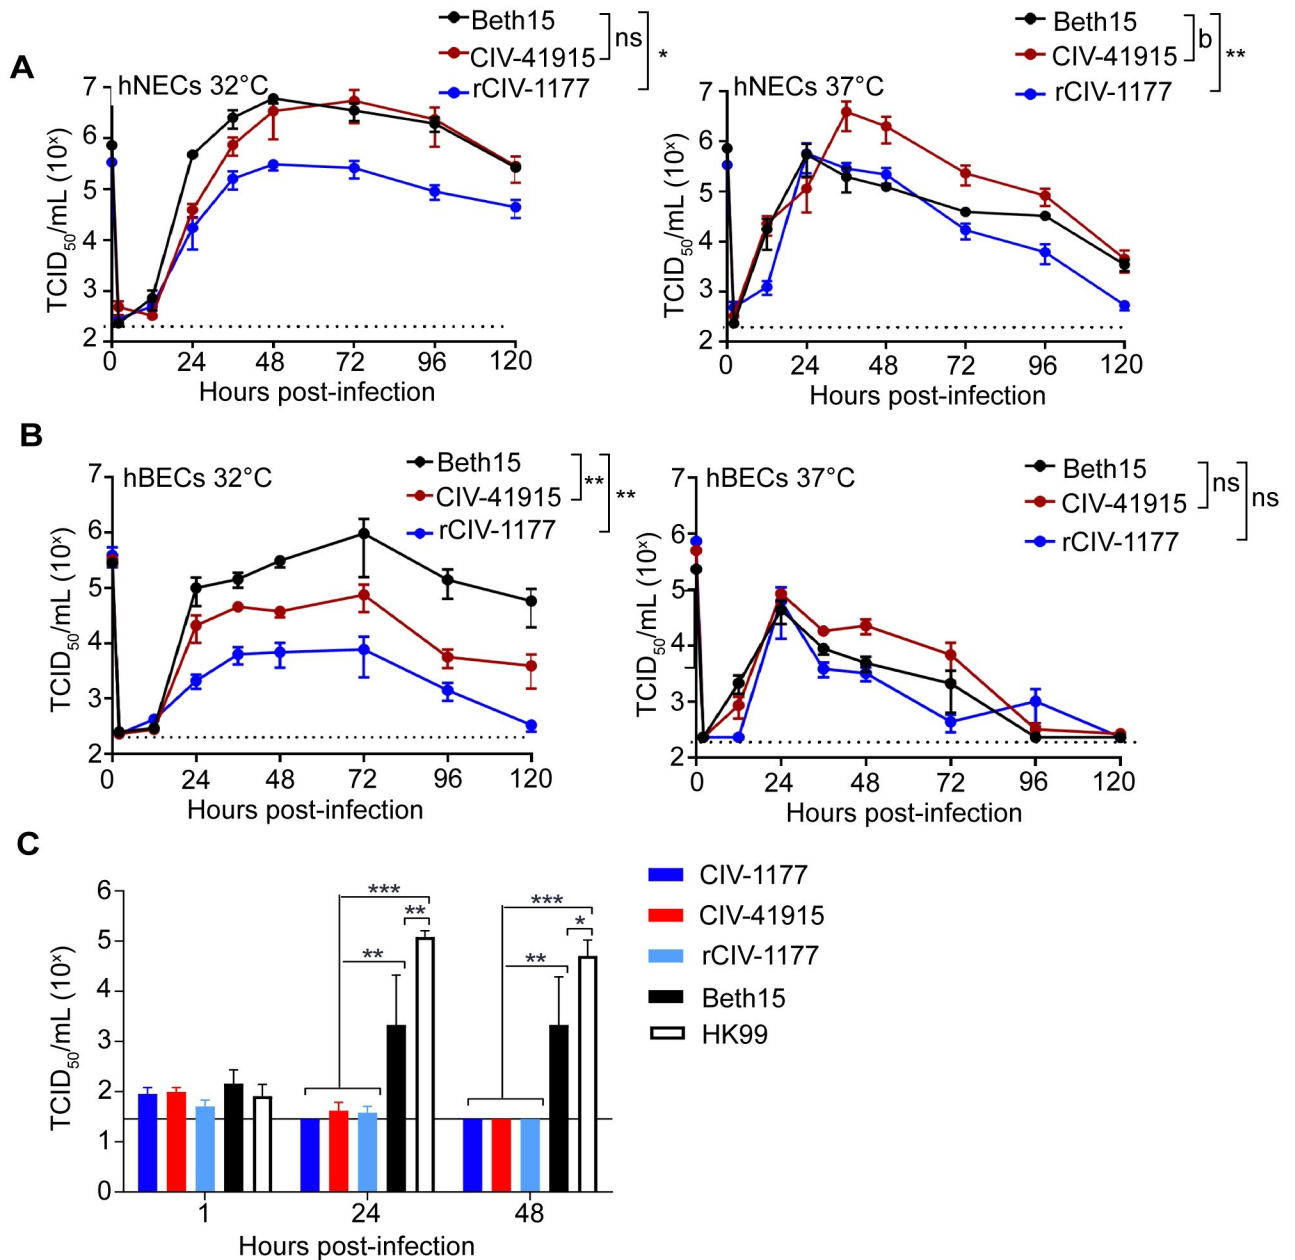 A
hNECs 32°C
Beth15
CIV-41915
rCIV-1177
ns
*
TCID50/mL (10x)
7
6
5
4
3
2
0 24 48 72 96 120
Hours post-infection
hNECs 37°C
Beth15
CIV-41915
rCIV-1177
b
**
TCID50/mL (10x)
7
6
5
4
3
2
0 24 48 72 96 120
Hours post-infection
B
hBECs 32°C
Beth15
CIV-41915
rCIV-1177
**
**
TCID50/mL (10x)
7
6
5
4
3
2
0 24 48 72 96 120
Hours post-infection
hBECs 37°C
Beth15
CIV-41915
rCIV-1177
ns
ns
TCID50/mL (10x)
7
6
5
4
3
2
0 24 48 72 96 120
Hours post-infection
C
TCID50/mL (10x)
6
5
4
3
2
1
0
***
**
**
***
*
**
1 24 48
Hours post-infection
CIV-1177
CIV-41915
rCIV-1177
Beth15
HK99